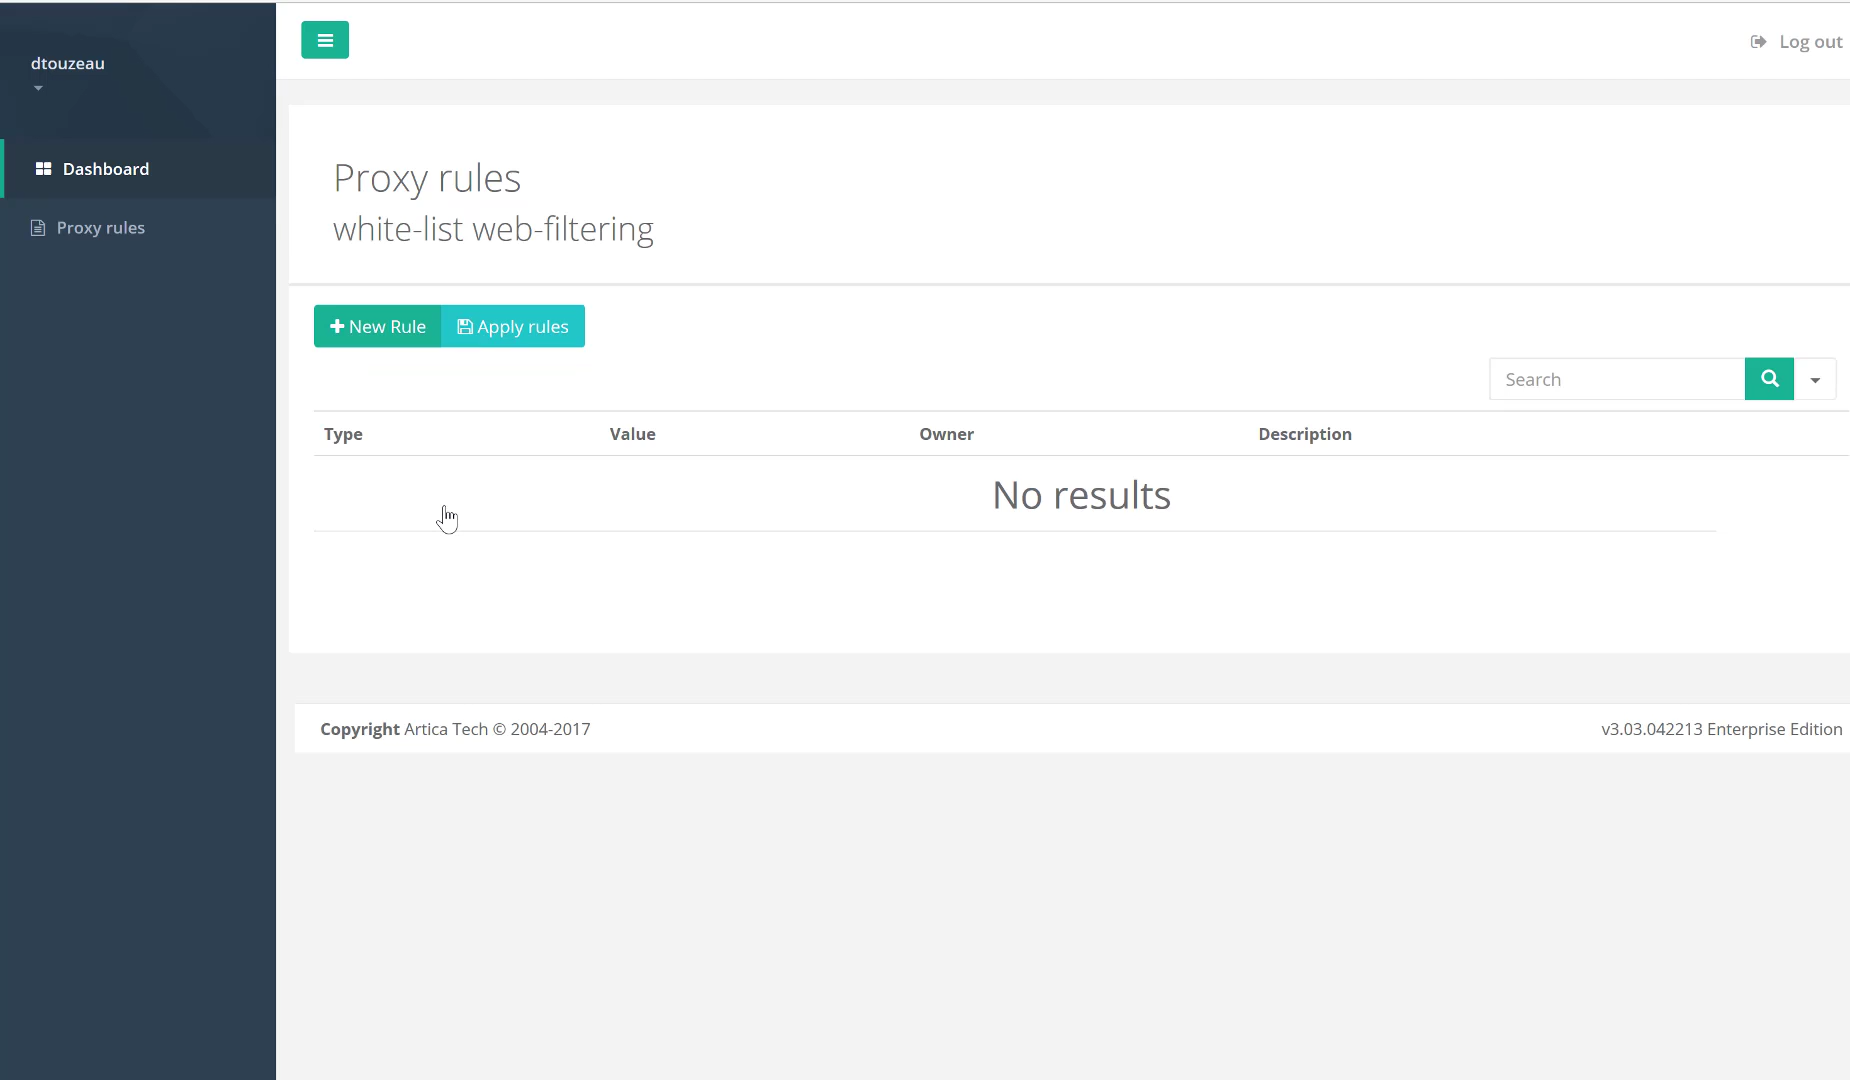 dtouzeau
Log out
Dashboard
Proxy rules
Proxy rules
white-list web-filtering
New Rule
Apply rules
Search
Type Value Owner Description
No results
Copyright Artica Tech © 2004-2017
v3.03.042213 Enterprise Edition